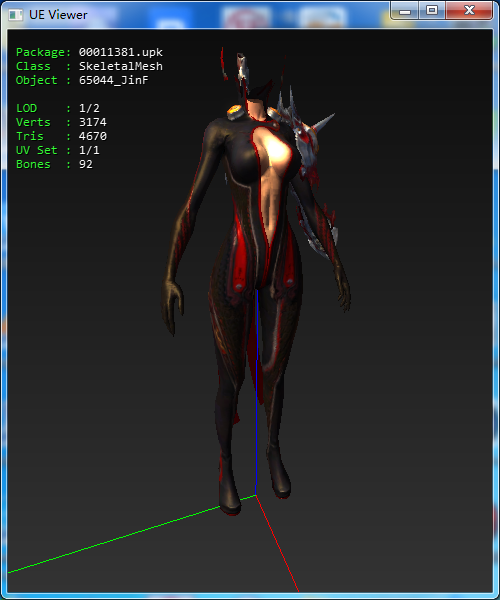 UE Viewer
Package: 00011381.upk
Class  : SkeletalMesh
Object : 65044_JinF
LOD    : 1/2
Verts  : 3174
Tris   : 4670
UV Set : 1/1
Bones  : 92